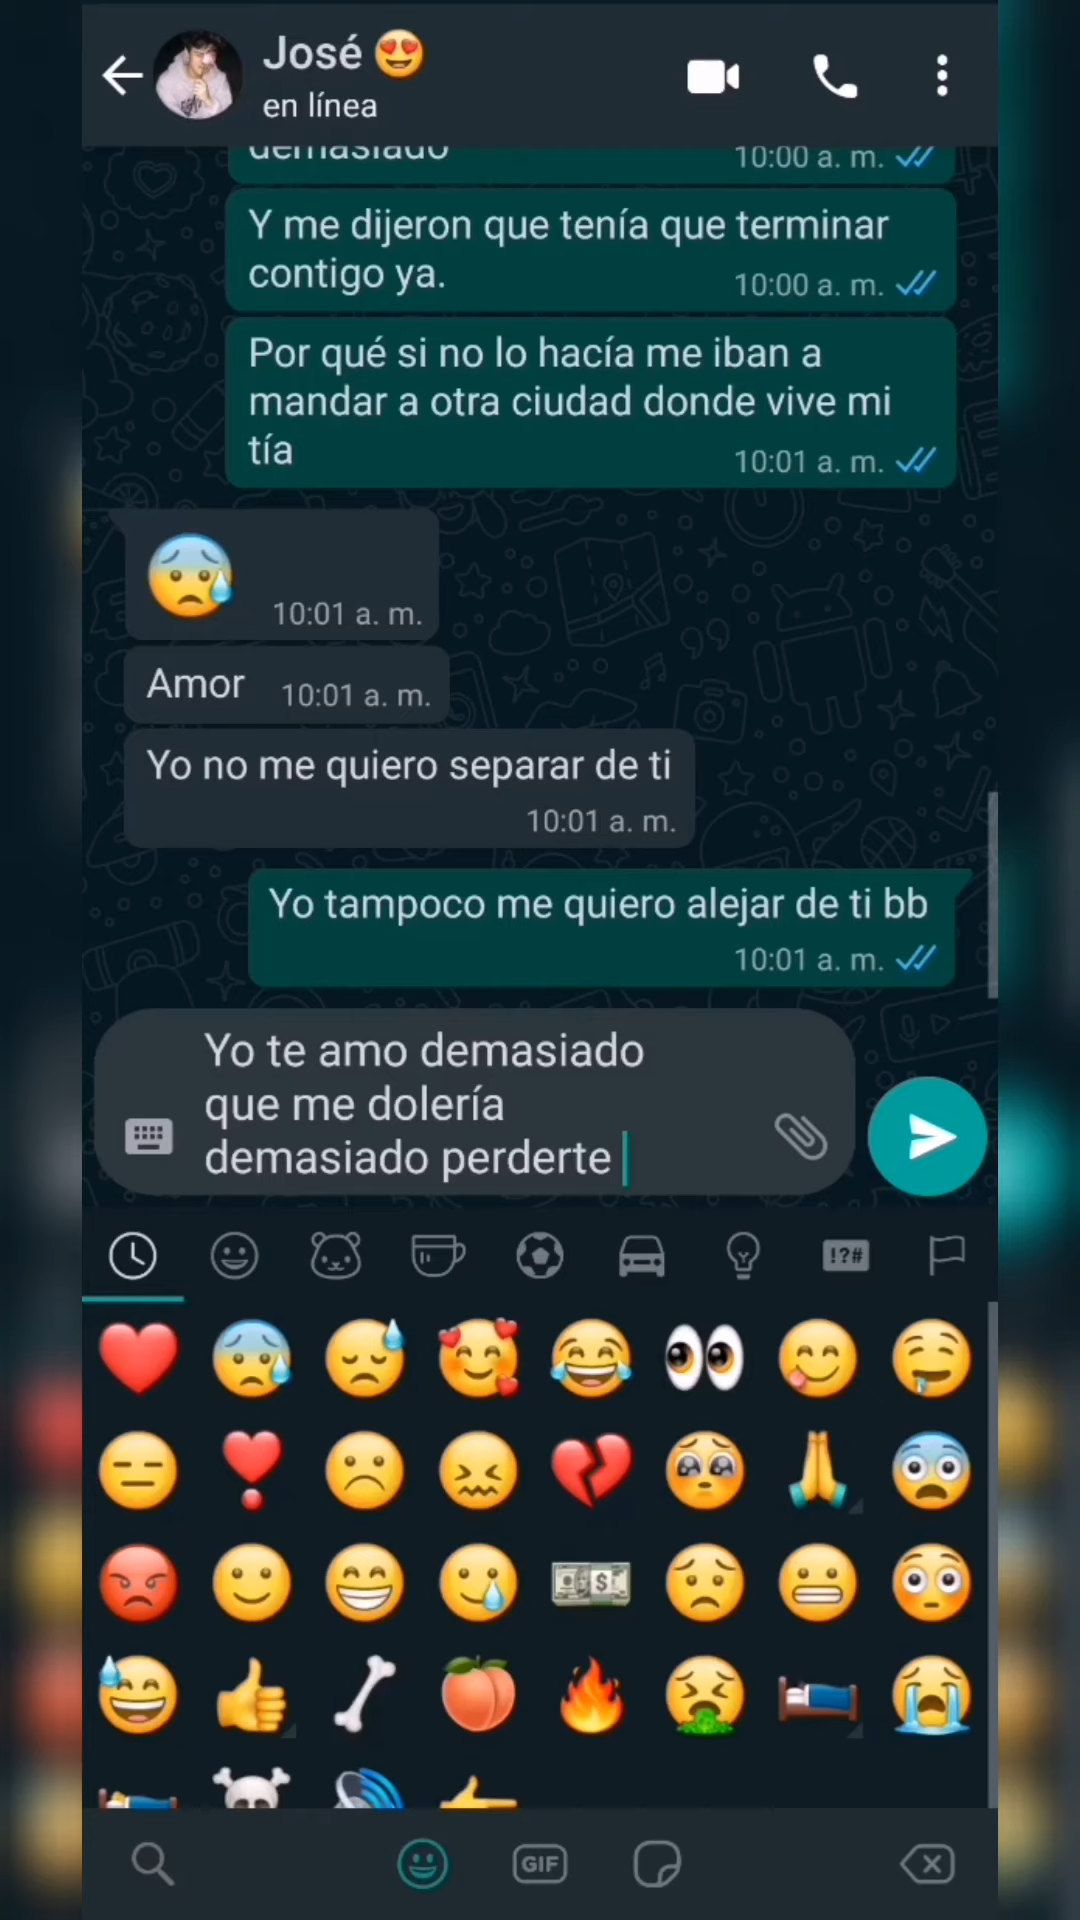 José 😍
en línea
demasiado
10:00 a. m.
Y me dijeron que tenía que terminar
contigo ya.
10:00 a. m.
Por qué si no lo hacía me iban a
mandar a otra ciudad donde vive mi
tía
10:01 a. m.
😰
10:01 a. m.
Amor
10:01 a. m.
Yo no me quiero separar de ti
10:01 a. m.
Yo tampoco me quiero alejar de ti bb
10:01 a. m.
Yo te amo demasiado
que me dolería
demasiado perderte
!?#
GIF